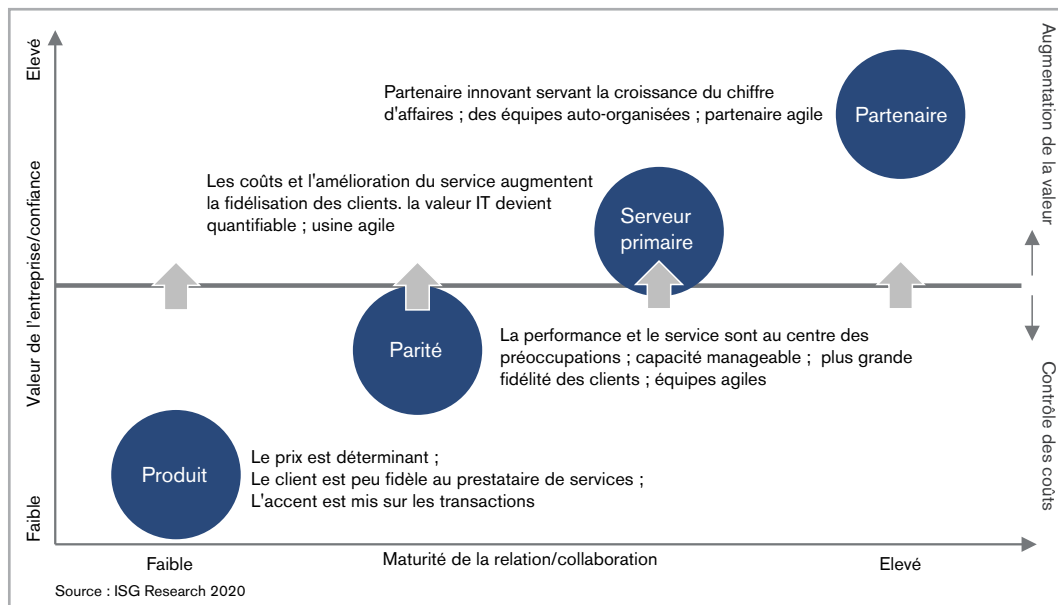 Elevé
Valeur de l'entreprise/confiance
Faible
Augmentation de la valeur
Contrôle des coûts
Partenaire innovant servant la croissance du chiffre
d'affaires ; des équipes auto-organisées ; partenaire agile
Partenaire
Les coûts et l'amélioration du service augmentent
la fidélisation des clients. la valeur IT devient
quantifiable ; usine agile
Serveur
primaire
Parité
La performance et le service sont au centre des
préoccupations ; capacité manageable ; plus grande
fidélité des clients ; équipes agiles
Produit
Le prix est déterminant ;
Le client est peu fidèle au prestataire de services ;
L'accent est mis sur les transactions
Faible
Maturité de la relation/collaboration
Elevé
Source : ISG Research 2020